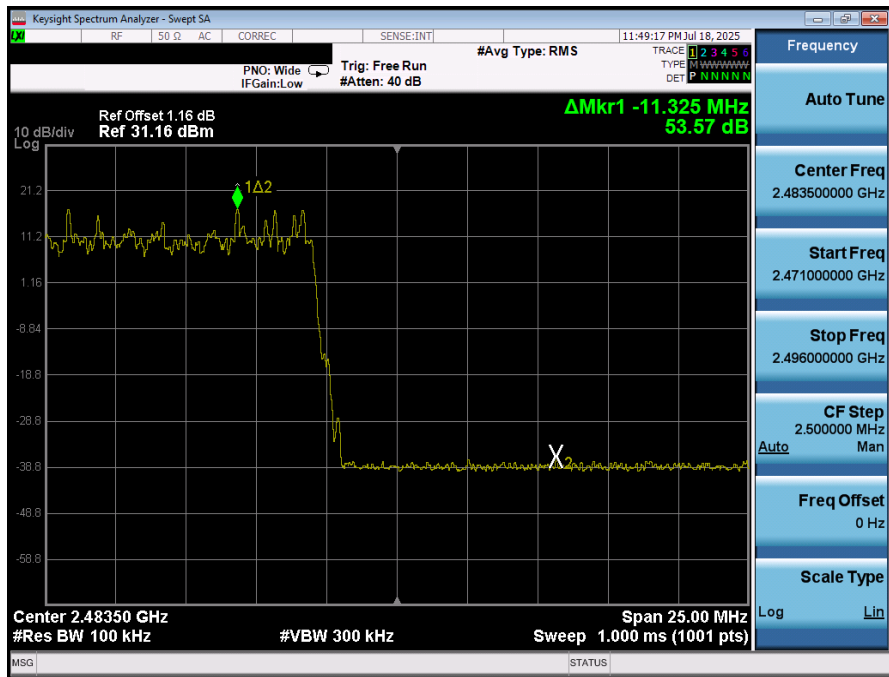 Keysight Spectrum Analyzer - Swept SA
LXI RF 50 Ω AC CORREC SENSE:INT 11:49:17 PM Jul 18, 2025
#Avg Type: RMS
TRACE 1 2 3 4 5 6
TYPE M W W W W W
DET P N N N N N
PNO: Wide
IFGain:Low
Trig: Free Run
#Atten: 40 dB
ΔMkr1 -11.325 MHz
53.57 dB
Ref Offset 1.16 dB
10 dB/div Ref 31.16 dBm
Log
1Δ2
21.2
11.2
1.16
-8.84
-18.8
-28.8
-38.8
-48.8
-58.8
X2
Center 2.48350 GHz Span 25.00 MHz
#Res BW 100 kHz #VBW 300 kHz Sweep 1.000 ms (1001 pts)
MSG STATUS
Frequency
Auto Tune
Center Freq
2.483500000 GHz
Start Freq
2.471000000 GHz
Stop Freq
2.496000000 GHz
CF Step
2.500000 MHz
Auto Man
Freq Offset
0 Hz
Scale Type
Log Lin